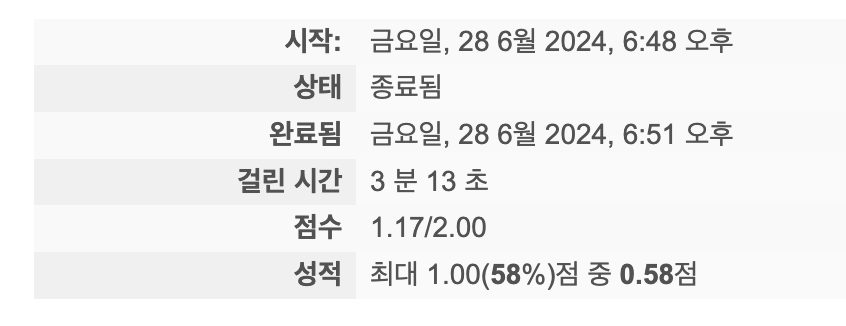 시작: 금요일, 28 6월 2024, 6:48 오후
상태 종료됨
완료됨 금요일, 28 6월 2024, 6:51 오후
걸린 시간 3 분 13 초
점수 1.17/2.00
성적 최대 1.00(58%)점 중 0.58점